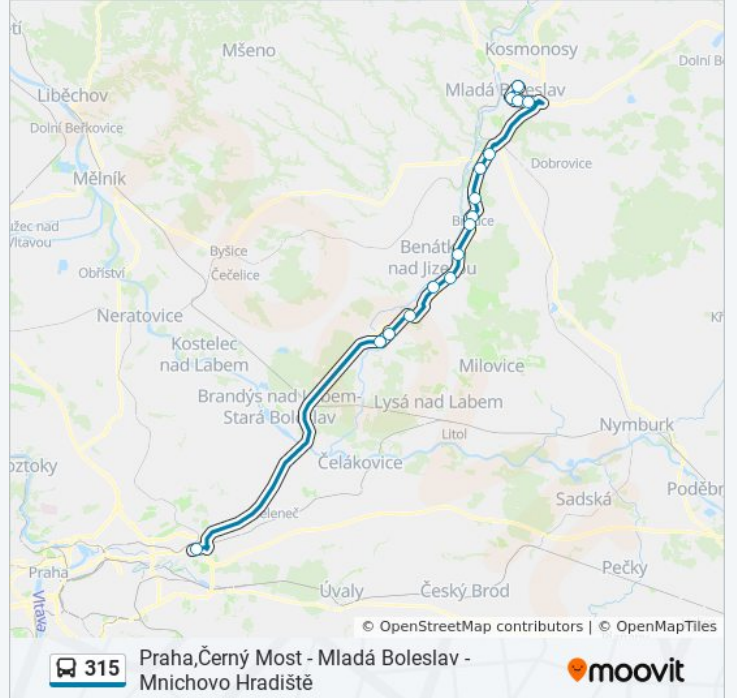 Mšeno
Kosmonosy
Liběchov
Mladá Boleslav
Dolní Beřkovice
Mělník
Dobrovice
Byšice
Čečelice
Benátky
nad Jizerou
Obříství
Neratovice
Kostelec
nad Labem
Milovice
Brandýs nad Labem-
Stará Boleslav
Lysá nad Labem
Litol
Nymburk
Čelákovice
Sadská
Praha
Úvaly
Český Brod
Pečky
Vltava
© OpenStreetMap contributors | © OpenMapTiles
315
Praha,Černý Most - Mladá Boleslav -
Mnichovo Hradiště
moovit